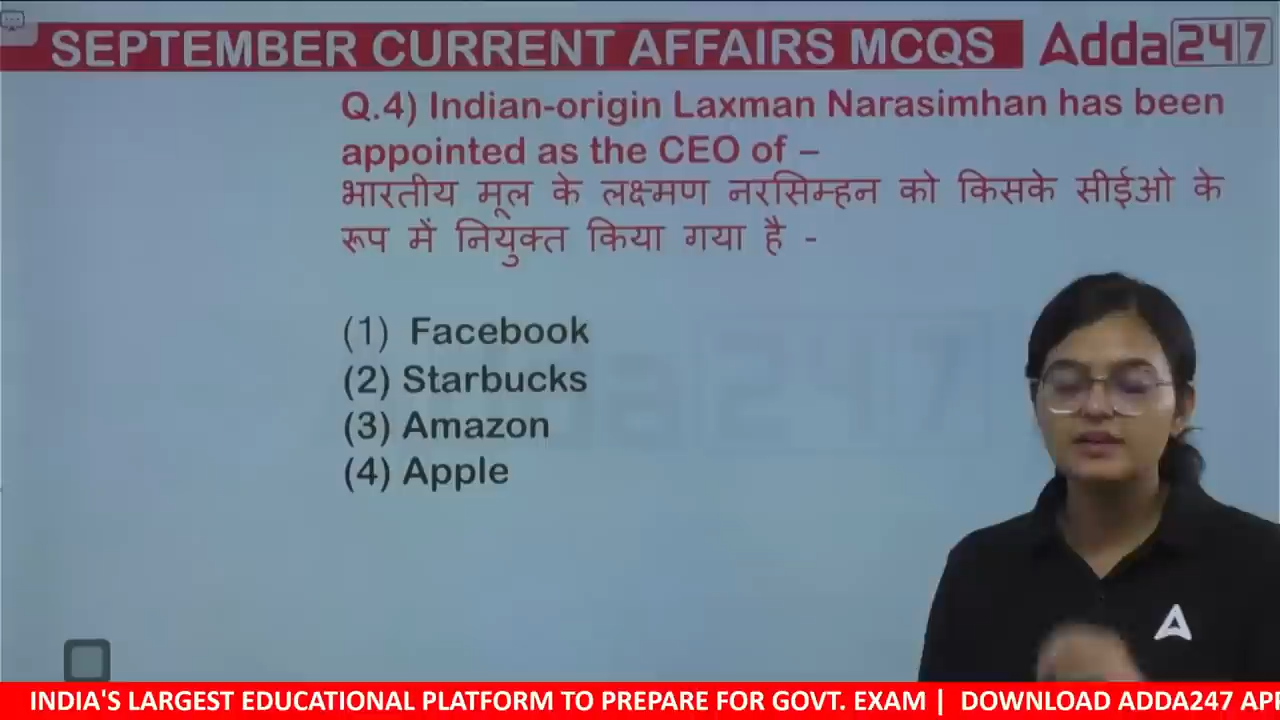 SEPTEMBER CURRENT AFFAIRS MCQS Adda247
Q.4) Indian-origin Laxman Narasimhan has been
appointed as the CEO of –
भारतीय मूल के लक्ष्मण नरसिम्हन को किसके सीईओ के
रूप में नियुक्त किया गया है -
(1) Facebook
(2) Starbucks
(3) Amazon
(4) Apple
INDIA'S LARGEST EDUCATIONAL PLATFORM TO PREPARE FOR GOVT. EXAM | DOWNLOAD ADDA247 AP